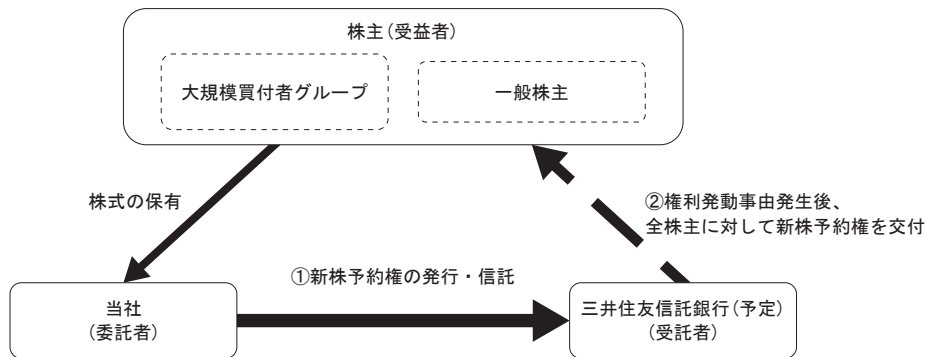 株主(受益者)
大規模買付者グループ
一般株主
株式の保有
②権利発動事由発生後、
全株主に対して新株予約権を交付
①新株予約権の発行・信託
当社
(委託者)
三井住友信託銀行(予定)
(受託者)